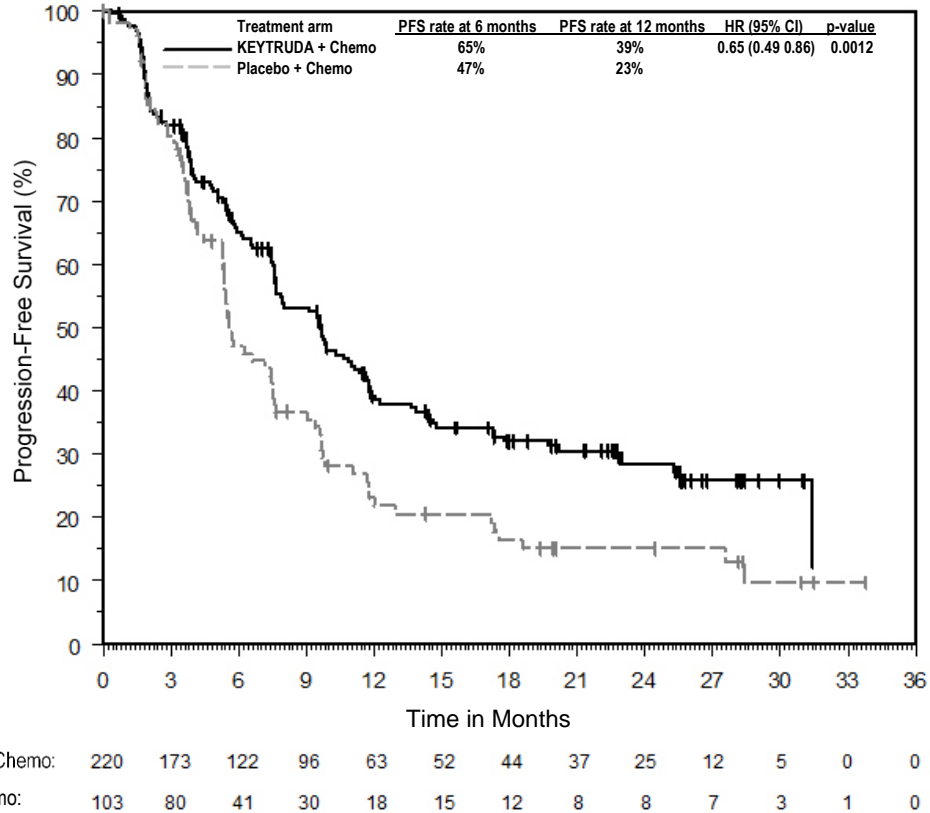 Treatment arm PFS rate at 6 months PFS rate at 12 months HR (95% CI) p-value
KEYTRUDA + Chemo 65% 39% 0.65 (0.49 0.86) 0.0012
Placebo + Chemo 47% 23%
100
90
80
70
60
50
40
30
20
10
0
Progression-Free Survival (%)
0 3 6 9 12 15 18 21 24 27 30 33 36
Time in Months
Chemo: 220 173 122 96 63 52 44 37 25 12 5 0 0
mo: 103 80 41 30 18 15 12 8 8 7 3 1 0